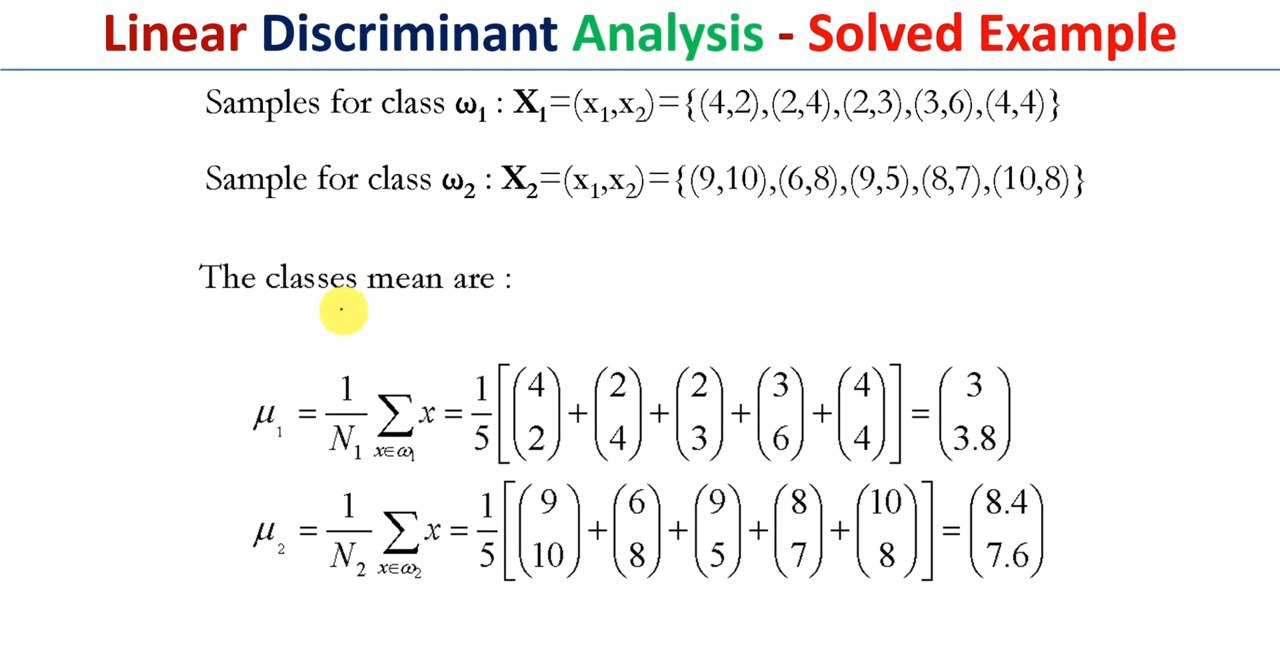 Linear Discriminant Analysis - Solved Example
Samples for class ω₁ : X₁=(x₁,x₂)={(4,2),(2,4),(2,3),(3,6),(4,4)}
Sample for class ω₂ : X₂=(x₁,x₂)={(9,10),(6,8),(9,5),(8,7),(10,8)}
The classes mean are :
μ₁ = 1/N₁ ∑_{x∈ω₁} x = 1/5 [(4 2) + (2 4) + (2 3) + (3 6) + (4 4)] = (3 3.8)
μ₂ = 1/N₂ ∑_{x∈ω₂} x = 1/5 [(9 10) + (6 8) + (9 5) + (8 7) + (10 8)] = (8.4 7.6)